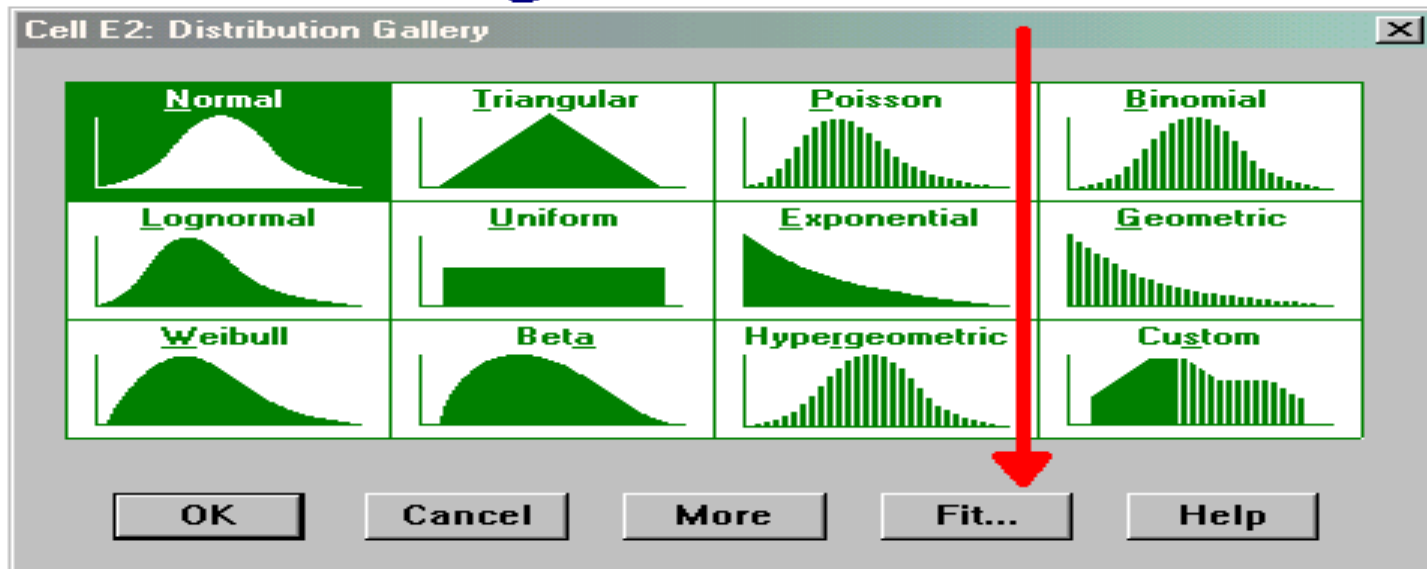 Cell E2: Distribution Gallery
Normal Triangular Poisson Binomial
Lognormal Uniform Exponential Geometric
Weibull Beta Hypergeometric Custom
OK Cancel More Fit... Help